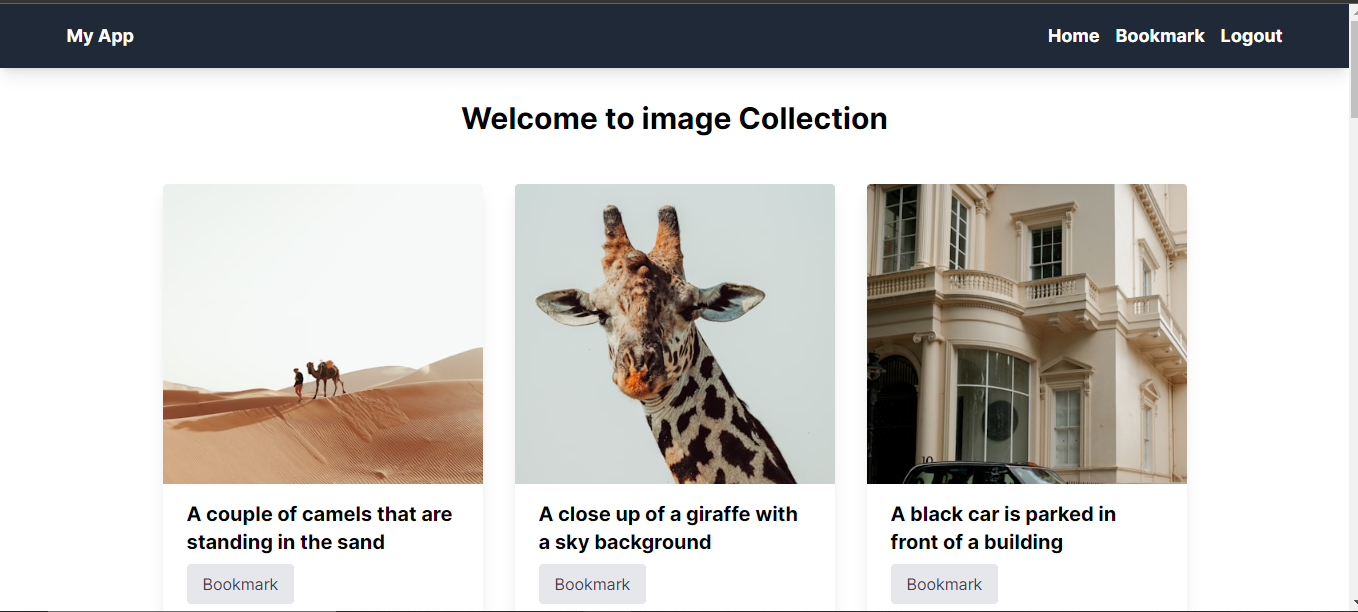 My App
Home Bookmark Logout
Welcome to image Collection
A couple of camels that are
standing in the sand
Bookmark
A close up of a giraffe with
a sky background
Bookmark
10
A black car is parked in
front of a building
Bookmark